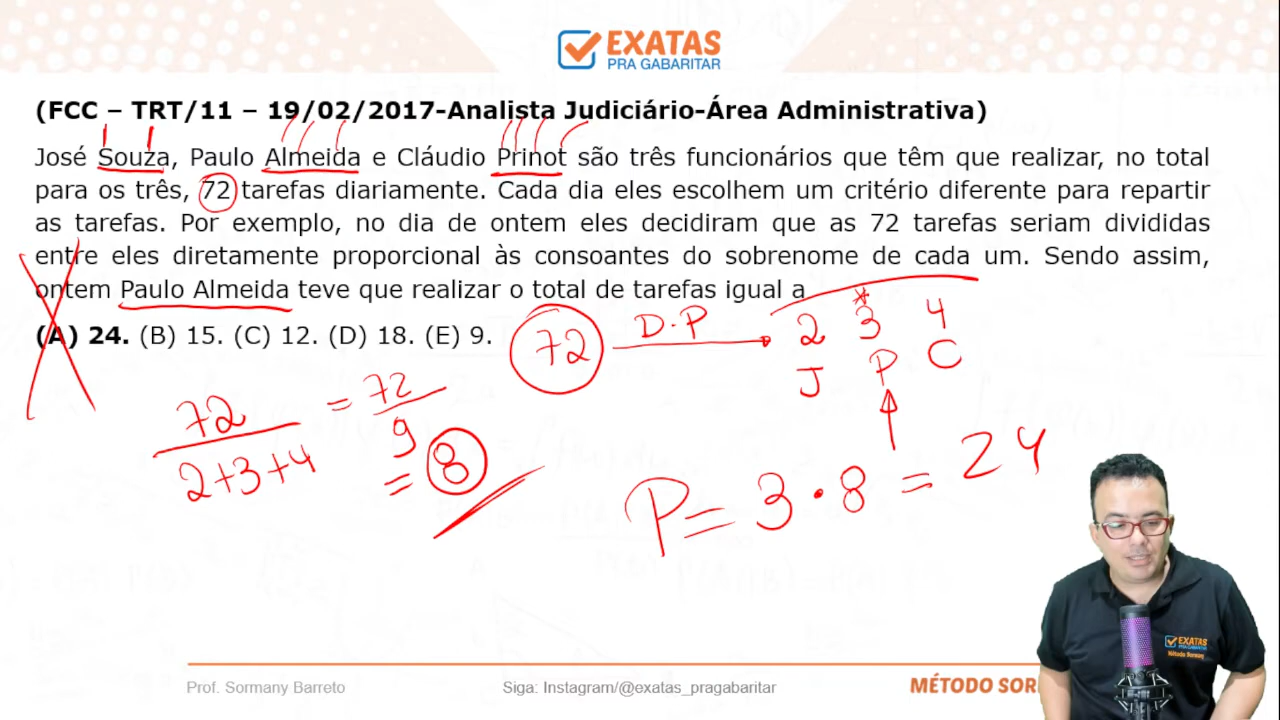 EXATAS
PRA GABARITAR
(FCC – TRT/11 – 19/02/2017-Analista Judiciário-Área Administrativa)
José Souza, Paulo Almeida e Cláudio Prinot são três funcionários que têm que realizar, no total
para os três, 72 tarefas diariamente. Cada dia eles escolhem um critério diferente para repartir
as tarefas. Por exemplo, no dia de ontem eles decidiram que as 72 tarefas seriam divididas
entre eles diretamente proporcional às consoantes do sobrenome de cada um. Sendo assim,
ontem Paulo Almeida teve que realizar o total de tarefas igual a
(A) 24. (B) 15. (C) 12. (D) 18. (E) 9.
72 D.P 2 3 4
J P C
72 = 72
2+3+4 9
= 8
P = 3 . 8 = 24
EXATAS
PRA GABARITAR
Prof. Sormany Barreto
Siga: Instagram/@exatas_pragabaritar
MÉTODO SOR